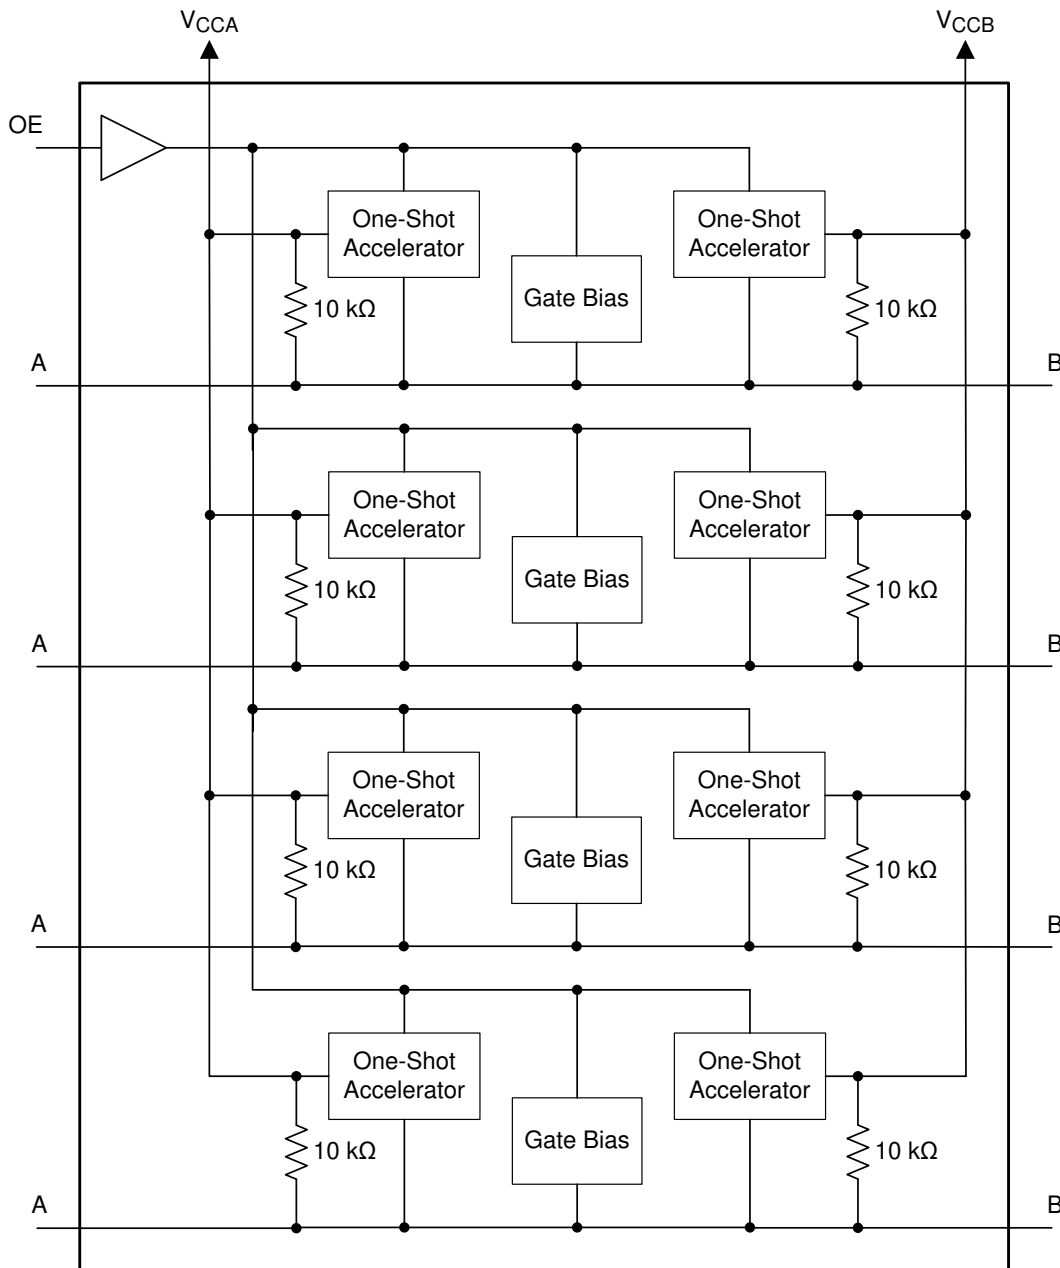 VCCA
VCCB
OE
One-Shot
Accelerator
One-Shot
Accelerator
Gate Bias
10 kΩ
10 kΩ
A
B
One-Shot
Accelerator
One-Shot
Accelerator
Gate Bias
10 kΩ
10 kΩ
A
B
One-Shot
Accelerator
One-Shot
Accelerator
Gate Bias
10 kΩ
10 kΩ
A
B
One-Shot
Accelerator
One-Shot
Accelerator
Gate Bias
10 kΩ
10 kΩ
A
B